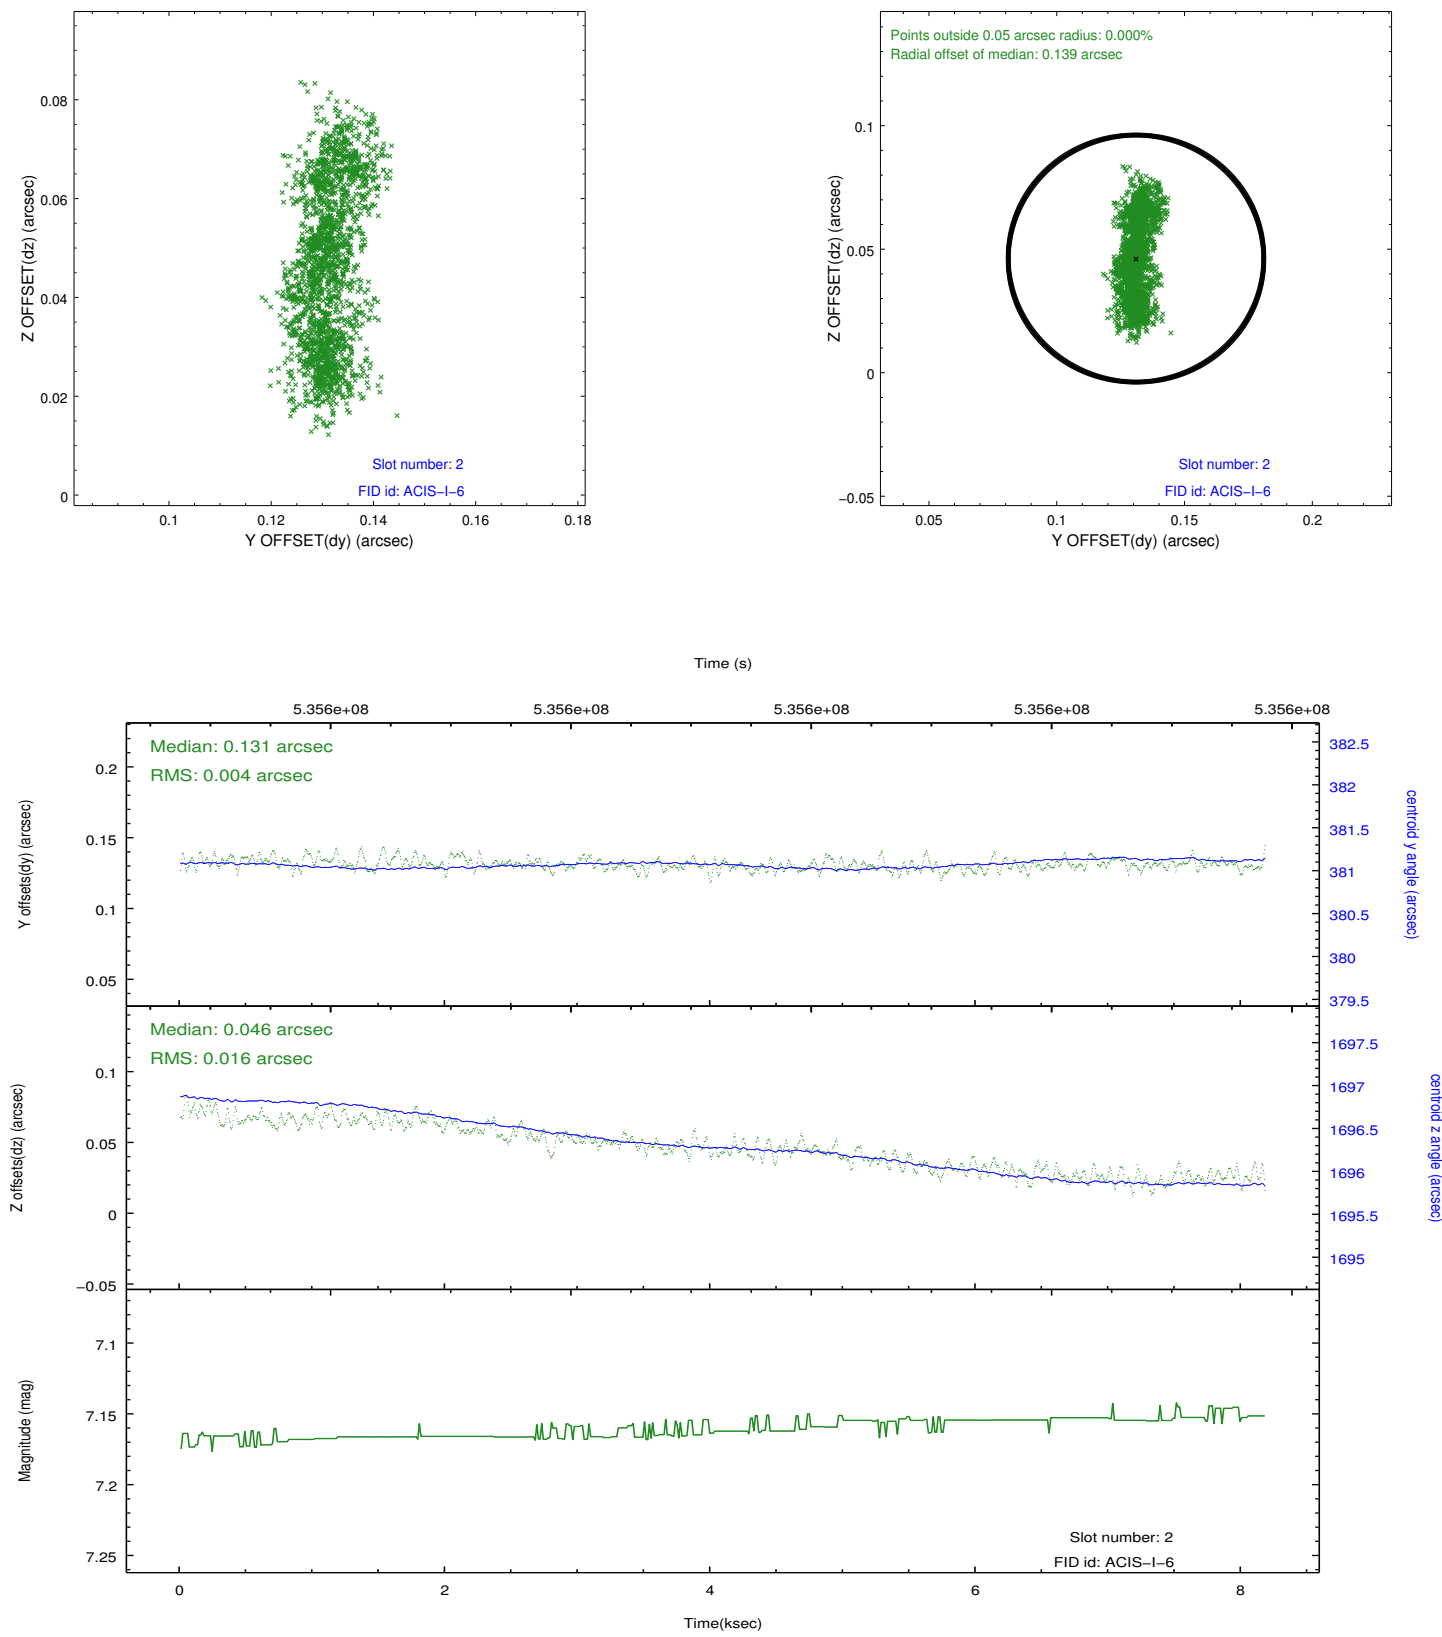 0.08
0.06
0.04
0.02
0
Z OFFSET(dz) (arcsec)
Slot number: 2
FID id: ACIS−I−6
0.1
0.12
0.14
0.16
0.18
Y OFFSET(dy) (arcsec)
Points outside 0.05 arcsec radius: 0.000%
Radial offset of median: 0.139 arcsec
0.1
0.05
0
−0.05
Z OFFSET(dz) (arcsec)
Slot number: 2
FID id: ACIS−I−6
0.05
0.1
0.15
0.2
Y OFFSET(dy) (arcsec)
Time (s)
5.356e+08
5.356e+08
5.356e+08
5.356e+08
5.356e+08
Median: 0.131 arcsec
RMS: 0.004 arcsec
0.2
0.15
0.1
0.05
Y offsets(dy) (arcsec)
382.5
382
381.5
381
380.5
380
379.5
centroid y angle (arcsec)
Median: 0.046 arcsec
RMS: 0.016 arcsec
0.1
0.05
0
−0.05
Z offsets(dz) (arcsec)
1697.5
1697
1696.5
1696
1695.5
1695
centroid z angle (arcsec)
7.1
7.15
7.2
7.25
Magnitude (mag)
Slot number: 2
FID id: ACIS−I−6
0
2
4
6
8
Time(ksec)